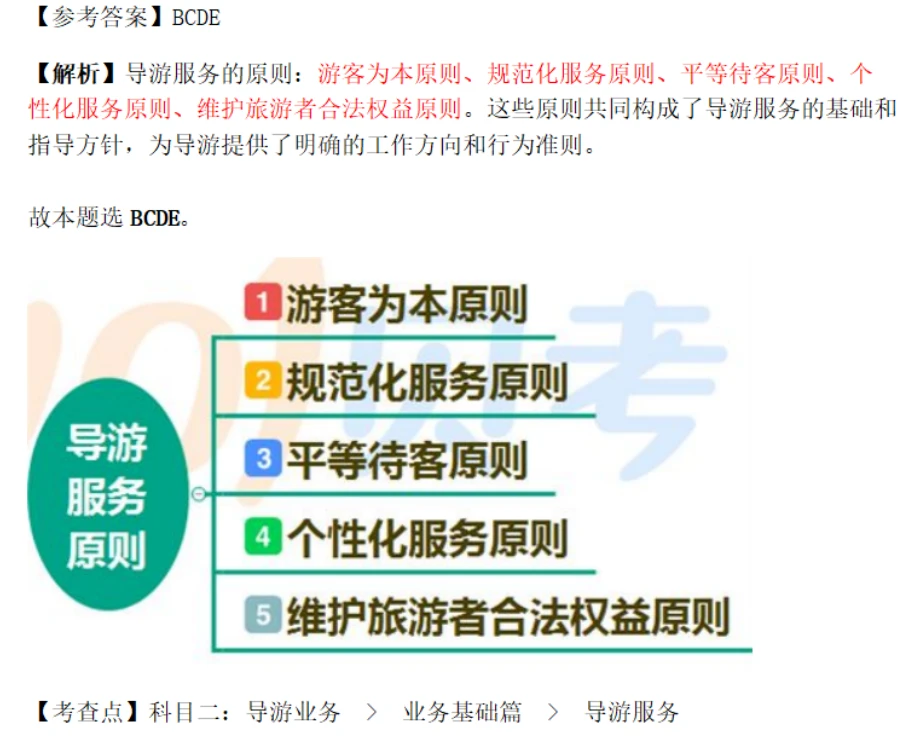 【参考答案】BCDE
【解析】导游服务的原则：游客为本原则、规范化服务原则、平等待客原则、个
性化服务原则、维护旅游者合法权益原则。这些原则共同构成了导游服务的基础和
指导方针，为导游提供了明确的工作方向和行为准则。
故本题选 BCDE。
导游
服务
原则
1 游客为本原则
2 规范化服务原则
3 平等待客原则
4 个性化服务原则
5 维护旅游者合法权益原则
【考查点】科目二：导游业务 > 业务基础篇 > 导游服务